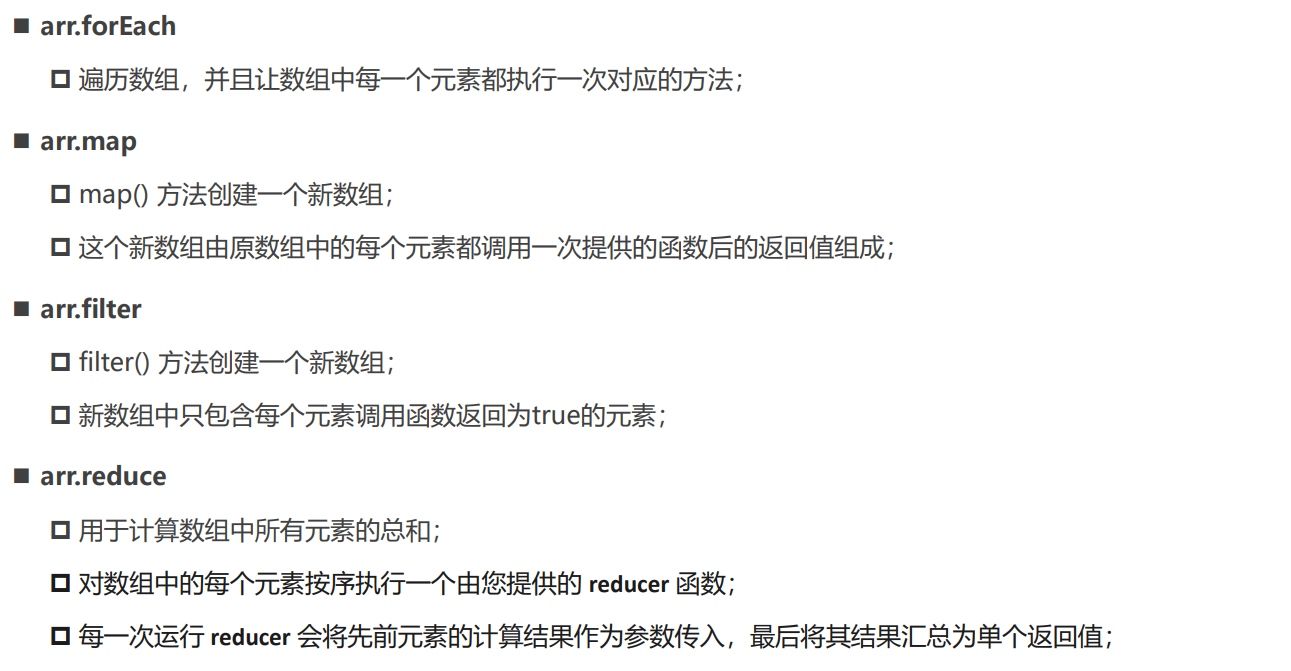 ■ arr.forEach
遍历数组，并且让数组中每一个元素都执行一次对应的方法；
■ arr.map
map() 方法创建一个新数组；
这个新数组由原数组中的每个元素都调用一次提供的函数后的返回值组成；
■ arr.filter
filter() 方法创建一个新数组；
新数组中只包含每个元素调用函数返回为true的元素；
■ arr.reduce
用于计算数组中所有元素的总和；
对数组中的每个元素按序执行一个由您提供的 reducer 函数；
每一次运行 reducer 会将先前元素的计算结果作为参数传入，最后将其结果汇总为单个返回值；